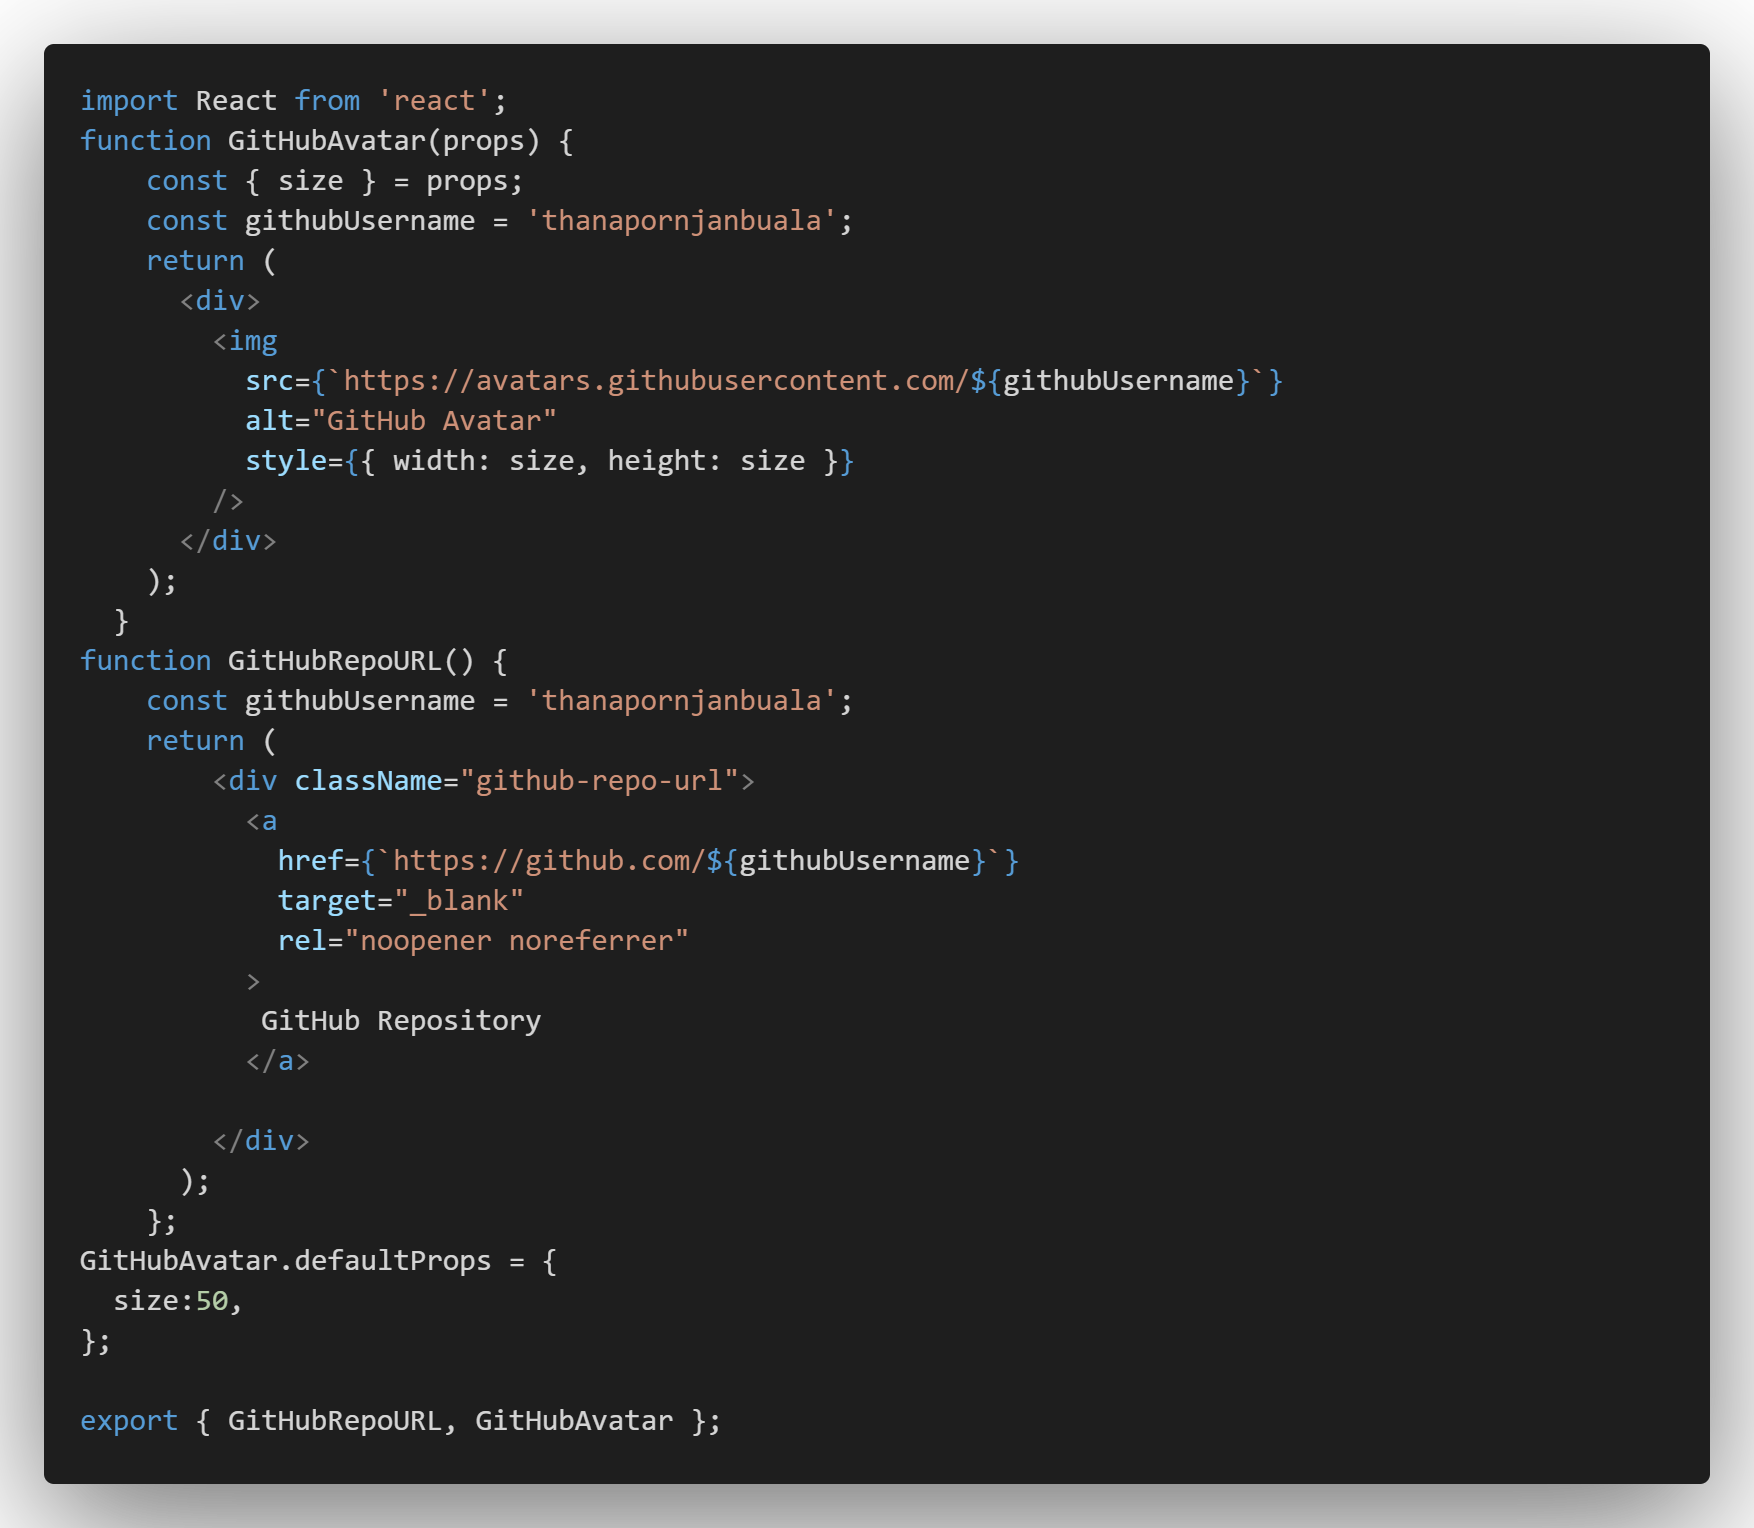 import React from 'react';
function GitHubAvatar(props) {
    const { size } = props;
    const githubUsername = 'thanapornjanbuala';
    return (
      <div>
        <img
          src={`https://avatars.githubusercontent.com/${githubUsername}`}
          alt="GitHub Avatar"
          style={{ width: size, height: size }}
        />
      </div>
    );
  }
function GitHubRepoURL() {
    const githubUsername = 'thanapornjanbuala';
    return (
        <div className="github-repo-url">
          <a
            href={`https://github.com/${githubUsername}`}
            target="_blank"
            rel="noopener noreferrer"
          >
           GitHub Repository
          </a>

        </div>
      );
    };
GitHubAvatar.defaultProps = {
  size:50,
};

export { GitHubRepoURL, GitHubAvatar };